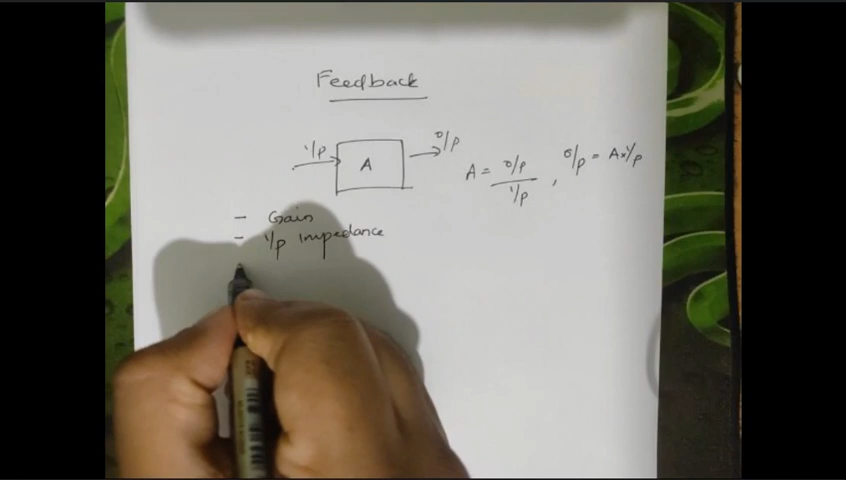 Feedback
i/p A o/p A = o/p / i/p , o/p = A x i/p
- Gain
- i/p Impedance